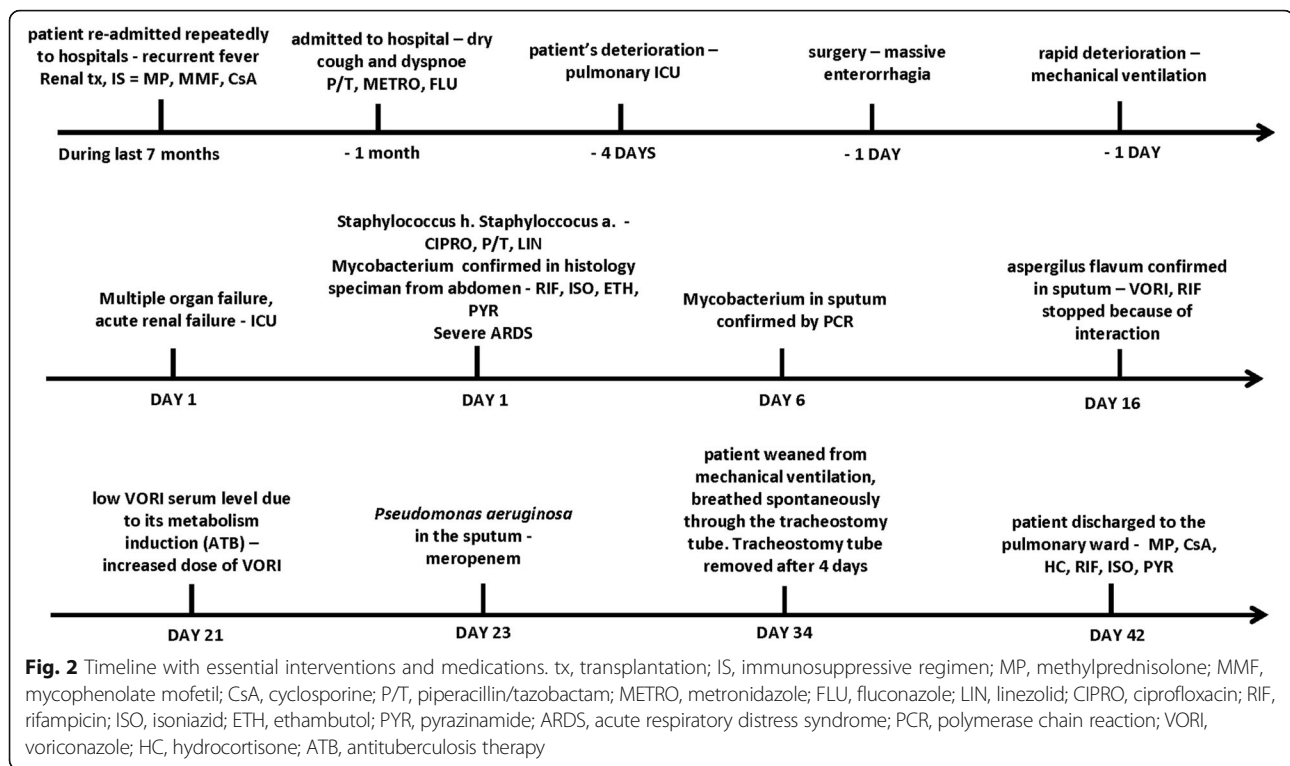 patient re-admitted repeatedly
to hospitals - recurrent fever
Renal tx, IS = MP, MMF, CsA
admitted to hospital – dry
cough and dyspnoe
P/T, METRO, FLU
patient's deterioration –
pulmonary ICU
surgery – massive
enterorrhagia
rapid deterioration –
mechanical ventilation
During last 7 months
- 1 month
- 4 DAYS
- 1 DAY
- 1 DAY
Multiple organ failure,
acute renal failure - ICU
Staphylococcus h. Staphyloccocus a. -
CIPRO, P/T, LIN
Mycobacterium confirmed in histology
speciman from abdomen - RIF, ISO, ETH,
PYR
Severe ARDS
Mycobacterium in sputum
confirmed by PCR
aspergilus flavum confirmed
in sputum – VORI, RIF
stopped because of
interaction
DAY 1
DAY 1
DAY 6
DAY 16
low VORI serum level due
to its metabolism
induction (ATB) –
increased dose of VORI
Pseudomonas aeruginosa
in the sputum -
meropenem
patient weaned from
mechanical ventilation,
breathed spontaneously
through the tracheostomy
tube. Tracheostomy tube
removed after 4 days
patient discharged to the
pulmonary ward - MP, CsA,
HC, RIF, ISO, PYR
DAY 21
DAY 23
DAY 34
DAY 42
Fig. 2 Timeline with essential interventions and medications. tx, transplantation; IS, immunosuppressive regimen; MP, methylprednisolone; MMF,
mycophenolate mofetil; CsA, cyclosporine; P/T, piperacillin/tazobactam; METRO, metronidazole; FLU, fluconazole; LIN, linezolid; CIPRO, ciprofloxacin; RIF,
rifampicin; ISO, isoniazid; ETH, ethambutol; PYR, pyrazinamide; ARDS, acute respiratory distress syndrome; PCR, polymerase chain reaction; VORI,
voriconazole; HC, hydrocortisone; ATB, antituberculosis therapy